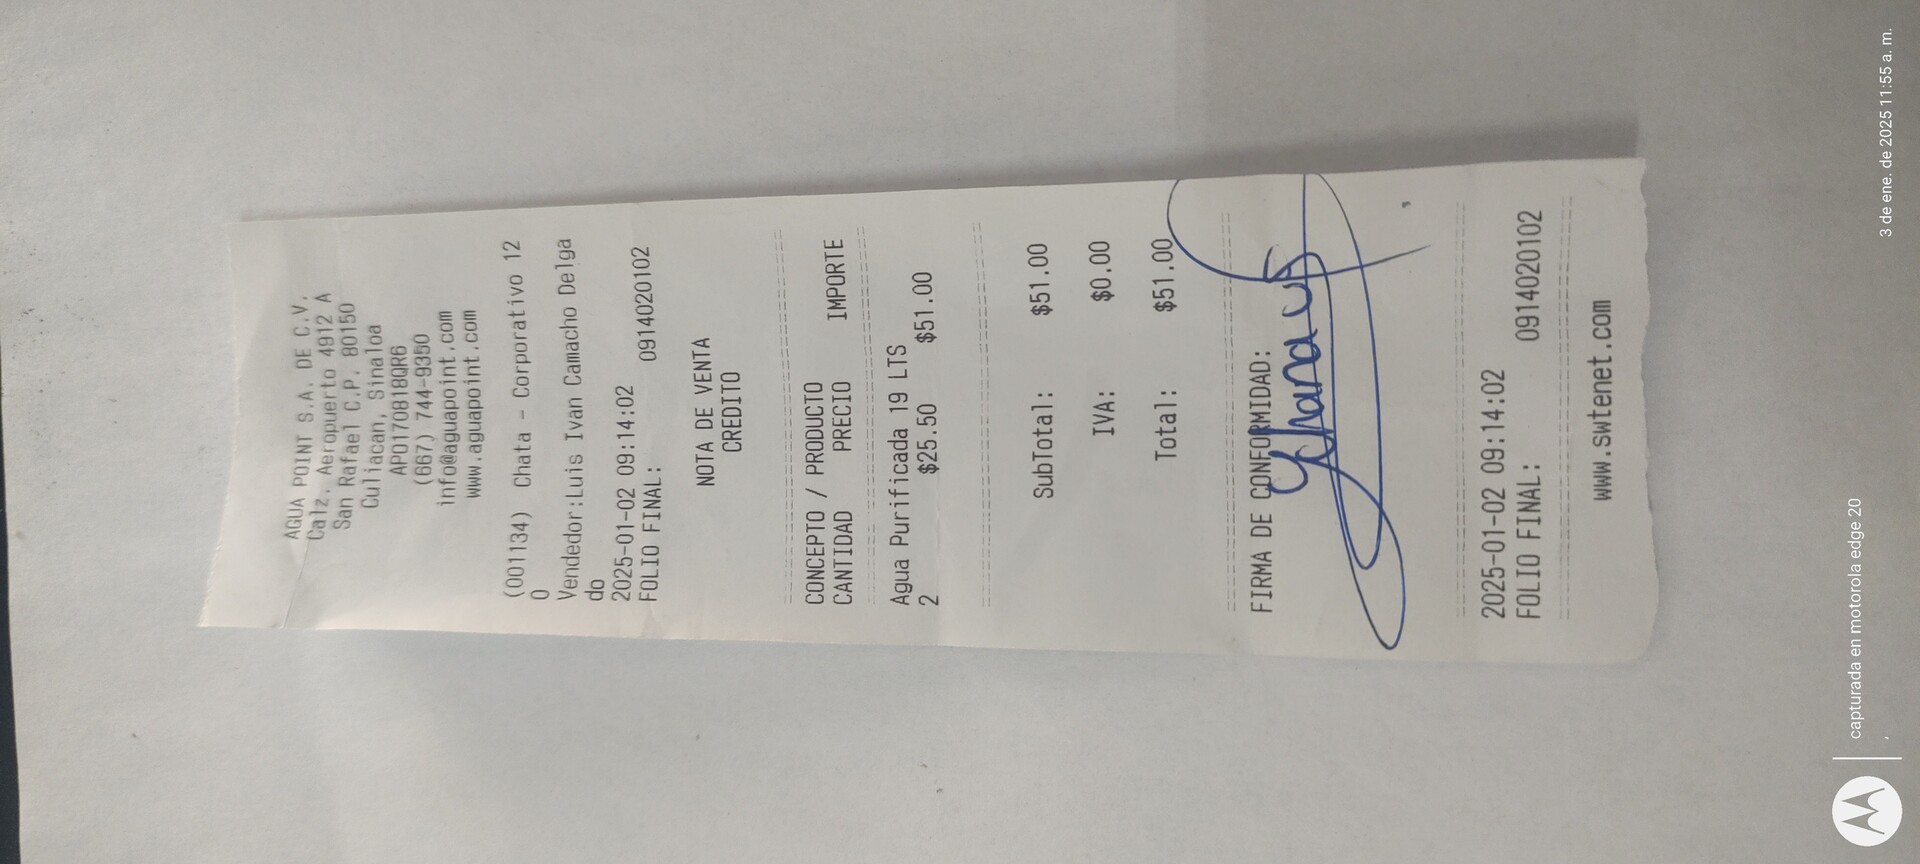 AGUA POINT S.A. DE C.V.
Calz. Aeropuerto 4912 A
San Rafael C.P. 80150
Culiacan, Sinaloa
APO170818QR6
(667) 744-9350
info@aguapoint.com
www.aguapoint.com
(001134) Chata - Corporativo 12
0
Vendedor:Luis Ivan Camacho Delga
do
2025-01-02 09:14:02
FOLIO FINAL: 0914020102
NOTA DE VENTA
CREDITO
CONCEPTO / PRODUCTO
CANTIDAD PRECIO IMPORTE
Agua Purificada 19 LTS
2 $25.50 $51.00
SubTotal: $51.00
IVA: $0.00
Total: $51.00
FIRMA DE CONFORMIDAD:
2025-01-02 09:14:02
FOLIO FINAL: 0914020102
www.swtenet.com
capturada en motorola edge 20
3 de ene. de 2025 11:55 a. m.